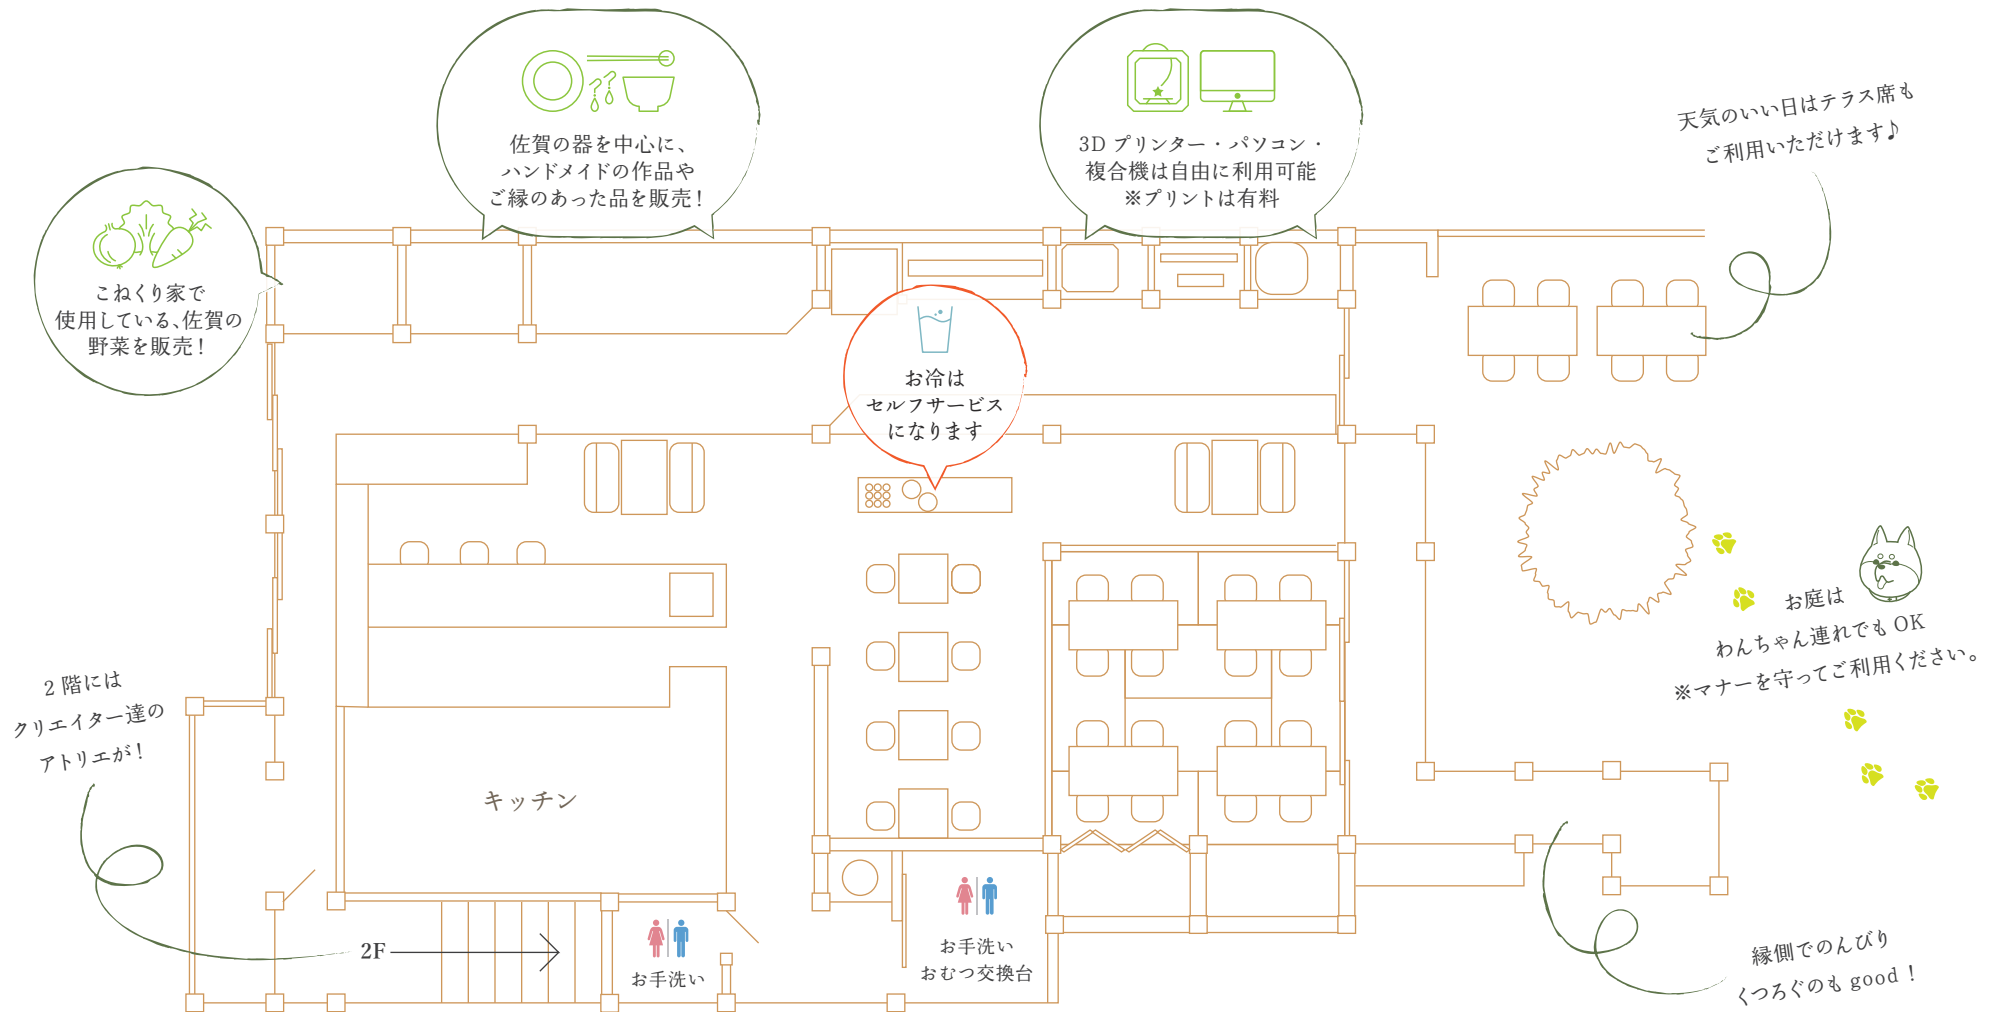 佐賀の器を中心に、
ハンドメイドの作品や
ご縁のあった品を販売！
3D プリンター・パソコン・
複合機は自由に利用可能
※プリントは有料
天気のいい日はテラス席も
ご利用いただけます♪
こねくり家で
使用している、佐賀の
野菜を販売！
お冷は
セルフサービス
になります
お庭は
わんちゃん連れでも OK
※マナーを守ってご利用ください。
2 階には
クリエイター達の
アトリエが！
キッチン
2F
お手洗い
お手洗い
おむつ交換台
縁側でのんびり
くつろぐのも good！